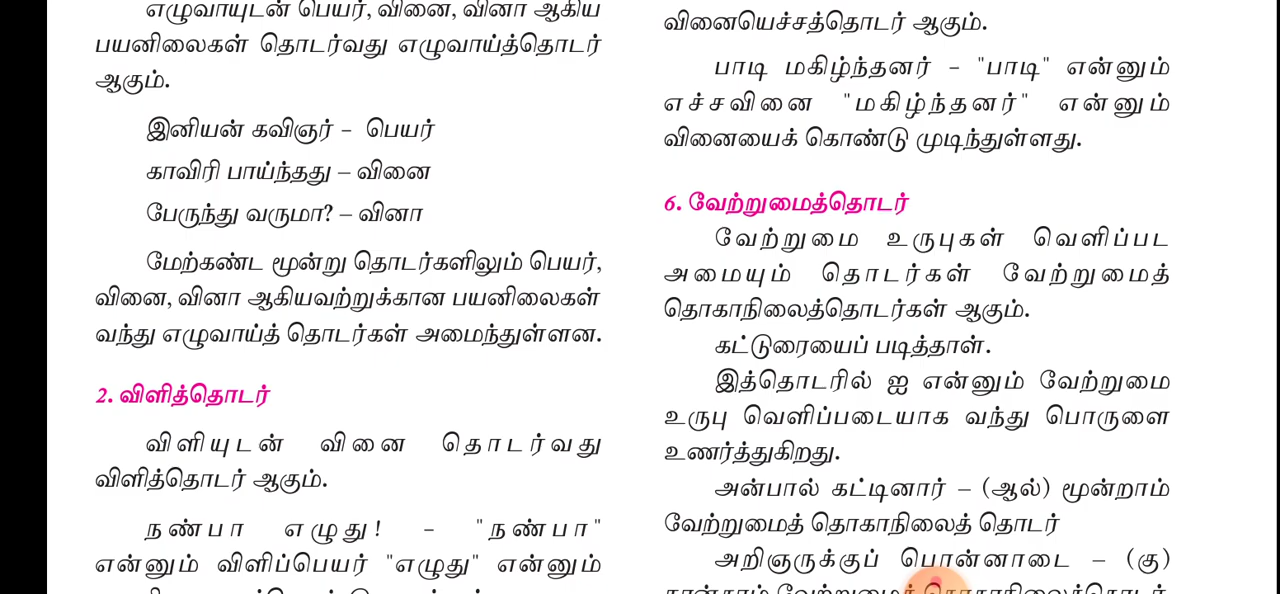 எழுவாயுடன் பெயர், வினை, வினா ஆகிய
பயனிலைகள் தொடர்வது எழுவாய்த்தொடர்
ஆகும்.
இனியன் கவிஞர் - பெயர்
காவிரி பாய்ந்தது – வினை
பேருந்து வருமா? – வினா
மேற்கண்ட மூன்று தொடர்களிலும் பெயர்,
வினை, வினா ஆகியவற்றுக்கான பயனிலைகள்
வந்து எழுவாய்த் தொடர்கள் அமைந்துள்ளன.
2. விளித்தொடர்
விளியுடன் வினை தொடர்வது
விளித்தொடர் ஆகும்.
நண்பா எழுது! - "நண்பா"
என்னும் விளிப்பெயர் "எழுது" என்னும்
வினையெச்சத்தொடர் ஆகும்.
பாடி மகிழ்ந்தனர் - "பாடி" என்னும்
எச்சவினை "மகிழ்ந்தனர்" என்னும்
வினையைக் கொண்டு முடிந்துள்ளது.
6. வேற்றுமைத்தொடர்
வேற்றுமை உருபுகள் வெளிப்பட
அமையும் தொடர்கள் வேற்றுமைத்
தொகாநிலைத்தொடர்கள் ஆகும்.
கட்டுரையைப் படித்தாள்.
இத்தொடரில் ஐ என்னும் வேற்றுமை
உருபு வெளிப்படையாக வந்து பொருளை
உணர்த்துகிறது.
அன்பால் கட்டினார் – (ஆல்) மூன்றாம்
வேற்றுமைத் தொகாநிலைத் தொடர்
அறிஞருக்குப் பொன்னாடை – (கு)
நான்காம் வேற்றுமைத் தொகாநிலைத்தொடர்